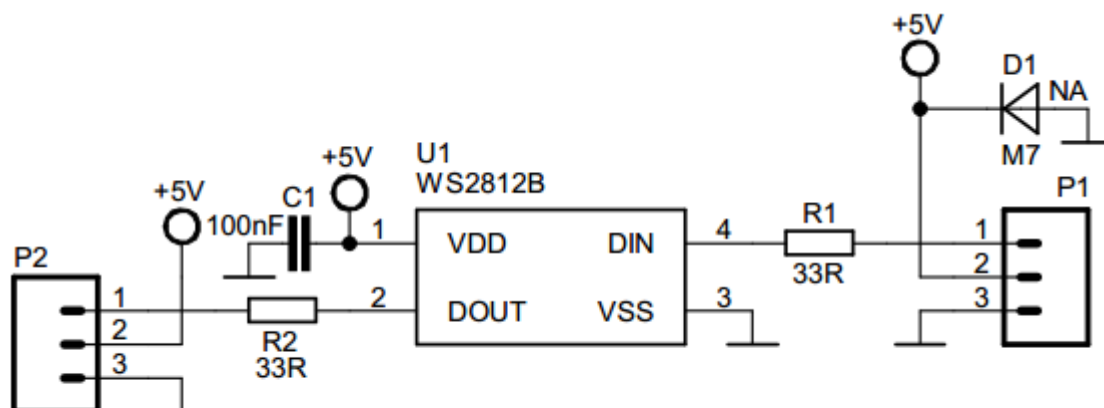 +5V
D1
NA
M7
+5V
U1
WS2812B
+5V
C1
100nF
P1
R1
33R
1
VDD
DIN
4
1
2
3
P2
1
2
3
R2
33R
2
DOUT
VSS
3